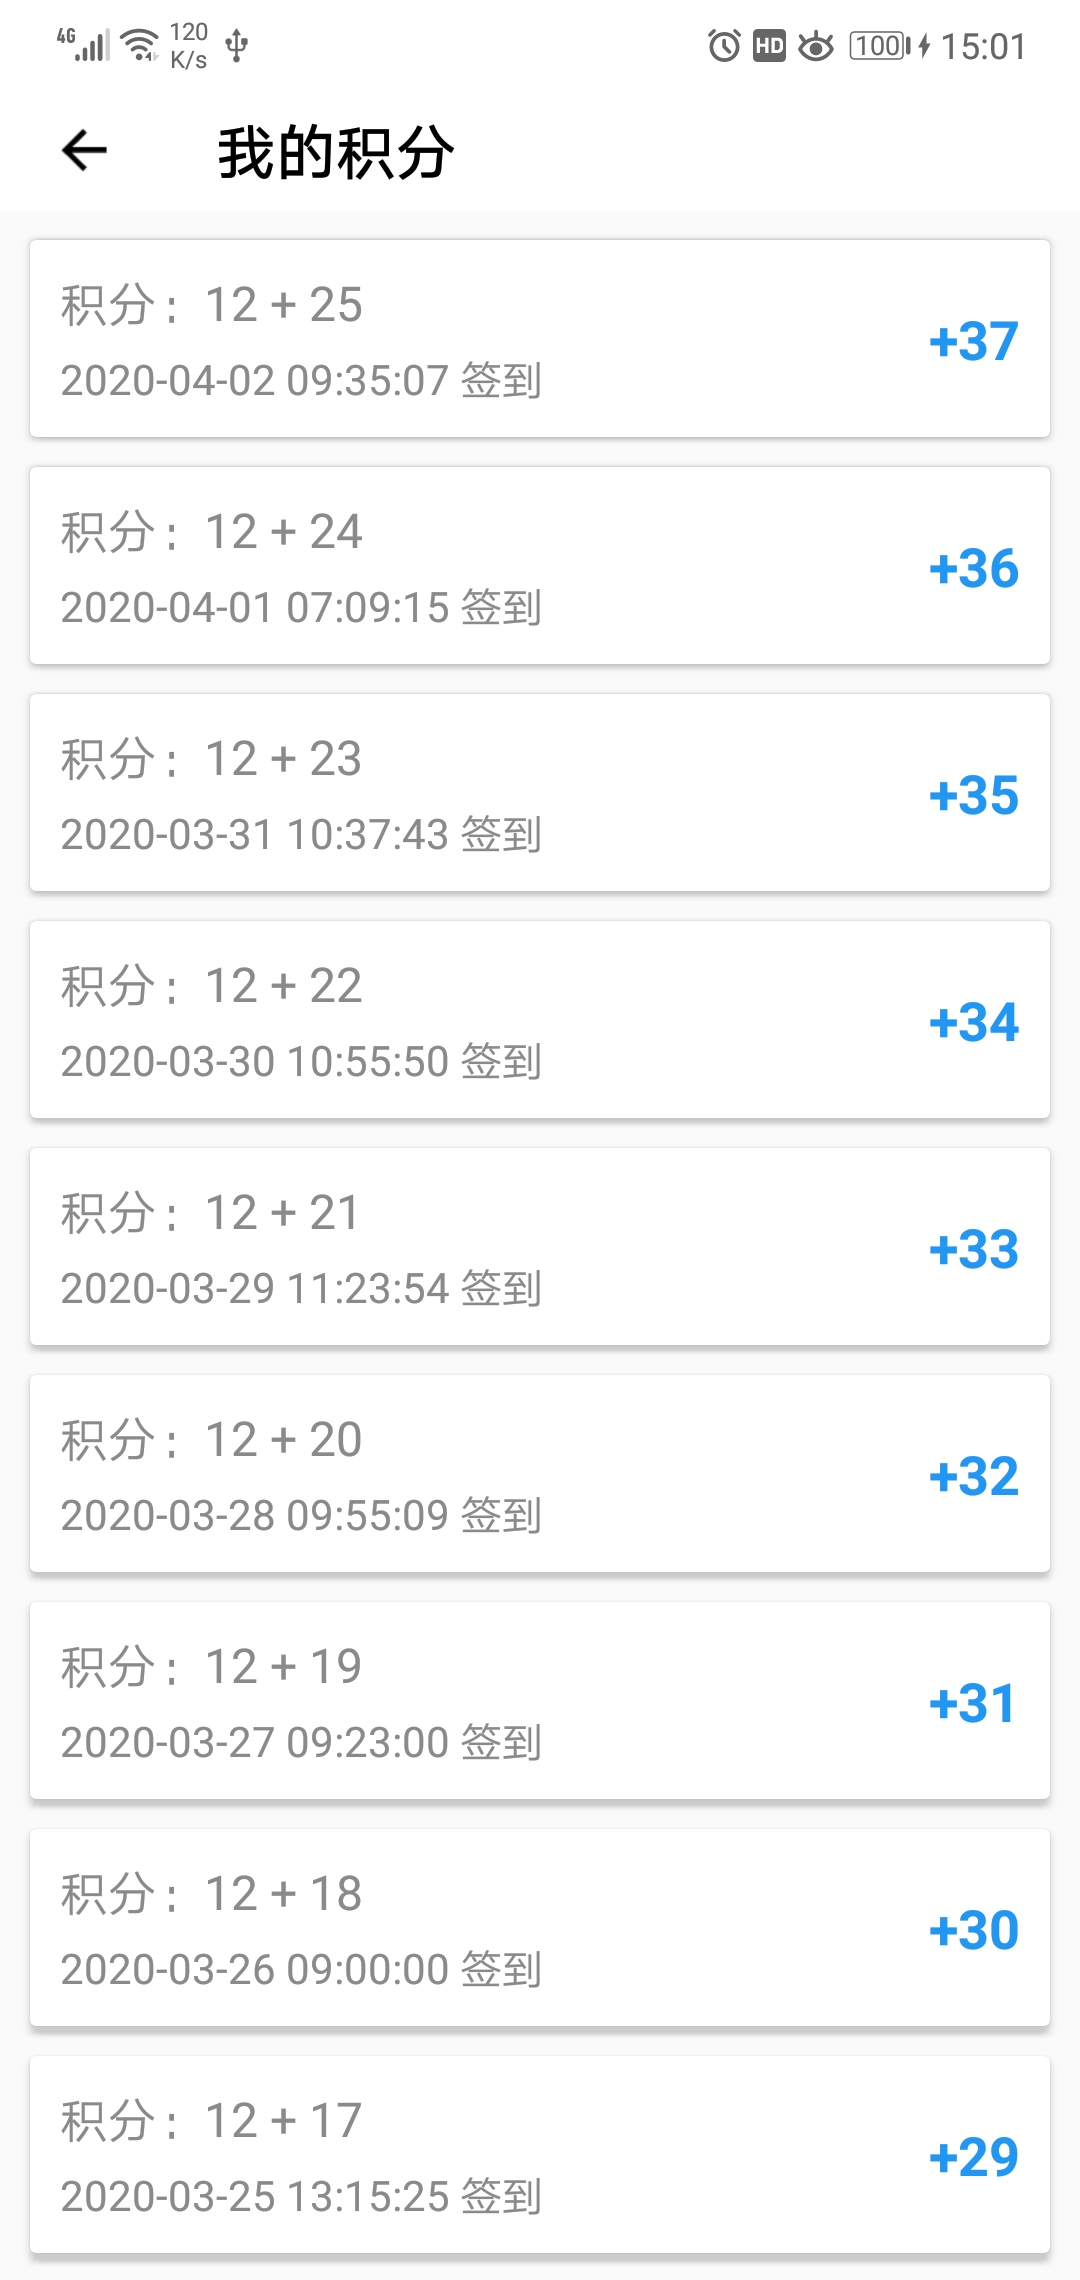 4G 120 K/s HD 100 15:01
我的积分
积分：12 + 25
+37
2020-04-02 09:35:07 签到
积分：12 + 24
+36
2020-04-01 07:09:15 签到
积分：12 + 23
+35
2020-03-31 10:37:43 签到
积分：12 + 22
+34
2020-03-30 10:55:50 签到
积分：12 + 21
+33
2020-03-29 11:23:54 签到
积分：12 + 20
+32
2020-03-28 09:55:09 签到
积分：12 + 19
+31
2020-03-27 09:23:00 签到
积分：12 + 18
+30
2020-03-26 09:00:00 签到
积分：12 + 17
+29
2020-03-25 13:15:25 签到